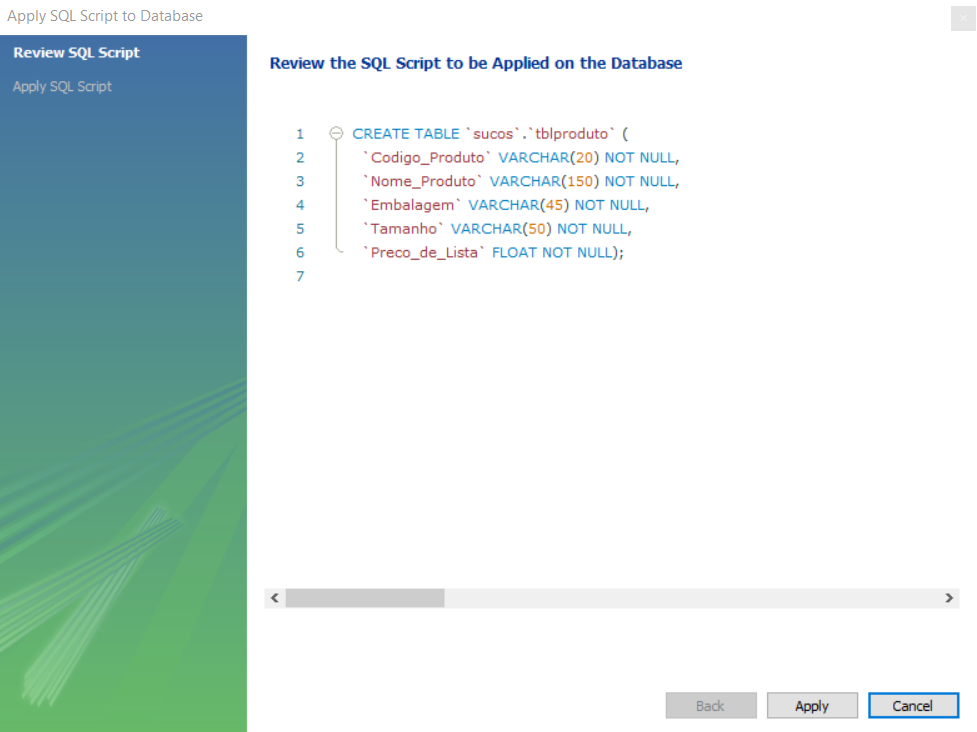 Apply SQL Script to Database
Review SQL Script
Apply SQL Script
Review the SQL Script to be Applied on the Database
1 CREATE TABLE `sucos`.`tblproduto` (
2 `Codigo_Produto` VARCHAR(20) NOT NULL,
3 `Nome_Produto` VARCHAR(150) NOT NULL,
4 `Embalagem` VARCHAR(45) NOT NULL,
5 `Tamanho` VARCHAR(50) NOT NULL,
6 `Preco_de_Lista` FLOAT NOT NULL);
7
Back Apply Cancel